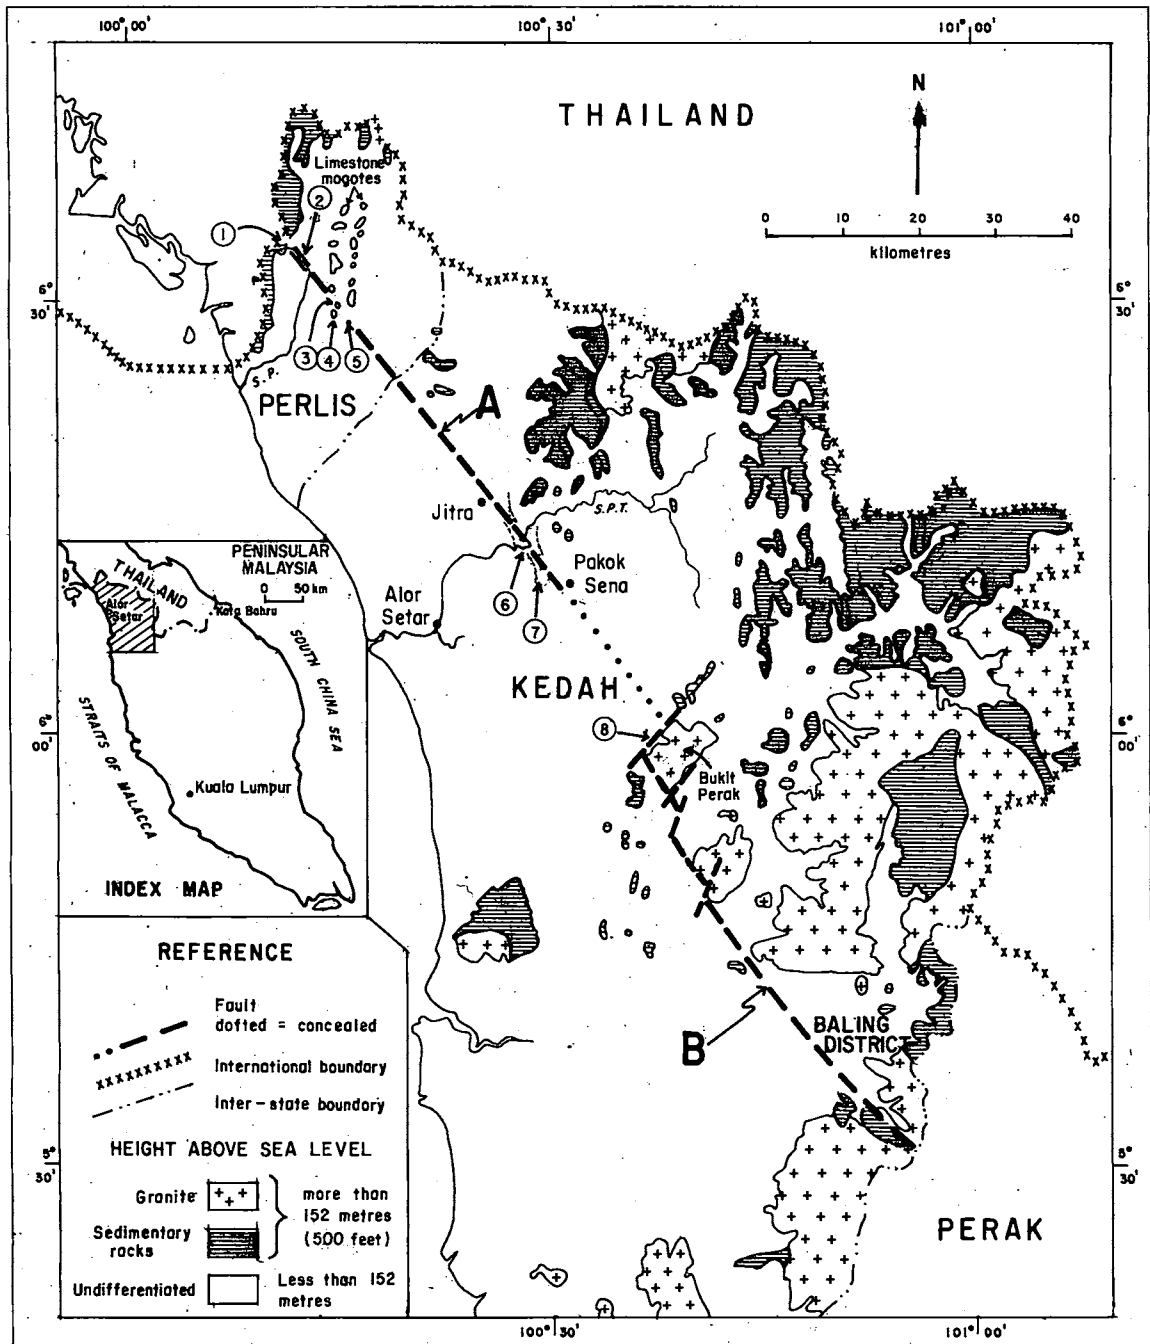 100° 00'
100° 30'
101° 00'
THAILAND
N
0 10 20 30 40
kilometres
Limestone
mogotes
2
1
6°
30'
6°
30'
3
4
5
S.P.
PERLIS
A
Jitra
S.P.T.
Pokok
Sena
Alor
Setar
6
7
KEDAH
8
Bukit
Perak
6°
00'
6°
00'
PENINSULAR
MALAYSIA
0 50 km
THAILAND
Alor
Setar
Kota Bahru
SOUTH CHINA SEA
STRAITS OF MALACCA
Kuala Lumpur
INDEX MAP
B
BALING
DISTRICT
REFERENCE
Fault
dotted = concealed
International boundary
Inter-state boundary
HEIGHT ABOVE SEA LEVEL
Granite
more than
152 metres
(500 feet)
Sedimentary
rocks
Undifferentiated
Less than 152
metres
5°
30'
5°
30'
PERAK
100° 30'
101° 00'